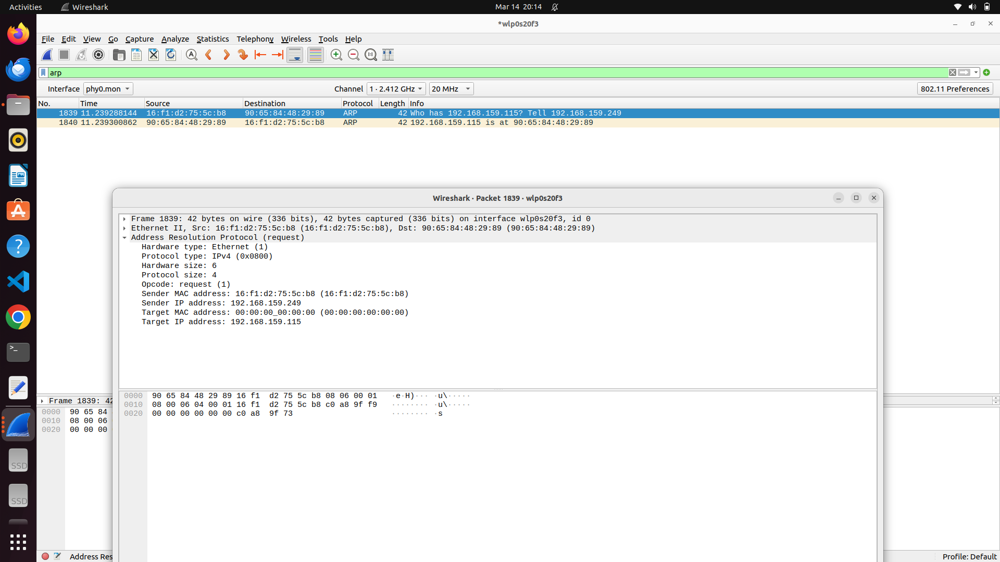 Activities Wireshark Mar 14 20:14
*wlp0s20f3
File Edit View Go Capture Analyze Statistics Telephony Wireless Tools Help
arp
Interface phy0.mon Channel 1 · 2.412 GHz 20 MHz 802.11 Preferences
No. Time Source Destination Protocol Length Info
1839 11.239288144 16:f1:d2:75:5c:b8 90:65:84:48:29:89 ARP 42 Who has 192.168.159.115? Tell 192.168.159.249
1840 11.239300862 90:65:84:48:29:89 16:f1:d2:75:5c:b8 ARP 42 192.168.159.115 is at 90:65:84:48:29:89
Wireshark · Packet 1839 · wlp0s20f3
Frame 1839: 42 bytes on wire (336 bits), 42 bytes captured (336 bits) on interface wlp0s20f3, id 0
Ethernet II, Src: 16:f1:d2:75:5c:b8 (16:f1:d2:75:5c:b8), Dst: 90:65:84:48:29:89 (90:65:84:48:29:89)
Address Resolution Protocol (request)
Hardware type: Ethernet (1)
Protocol type: IPv4 (0x0800)
Hardware size: 6
Protocol size: 4
Opcode: request (1)
Sender MAC address: 16:f1:d2:75:5c:b8 (16:f1:d2:75:5c:b8)
Sender IP address: 192.168.159.249
Target MAC address: 00:00:00_00:00:00 (00:00:00:00:00:00)
Target IP address: 192.168.159.115
0000 90 65 84 48 29 89 16 f1 d2 75 5c b8 08 06 00 01 ·e·H)··· ·u\·····
0010 08 00 06 04 00 01 16 f1 d2 75 5c b8 c0 a8 9f f9 ········ ·u\·····
0020 00 00 00 00 00 00 c0 a8 9f 73 ········ ·s
Frame 1839: 42
0000 90 65 84
0010 08 00 06
0020 00 00 00
SSD
SSD
Address Res Profile: Default